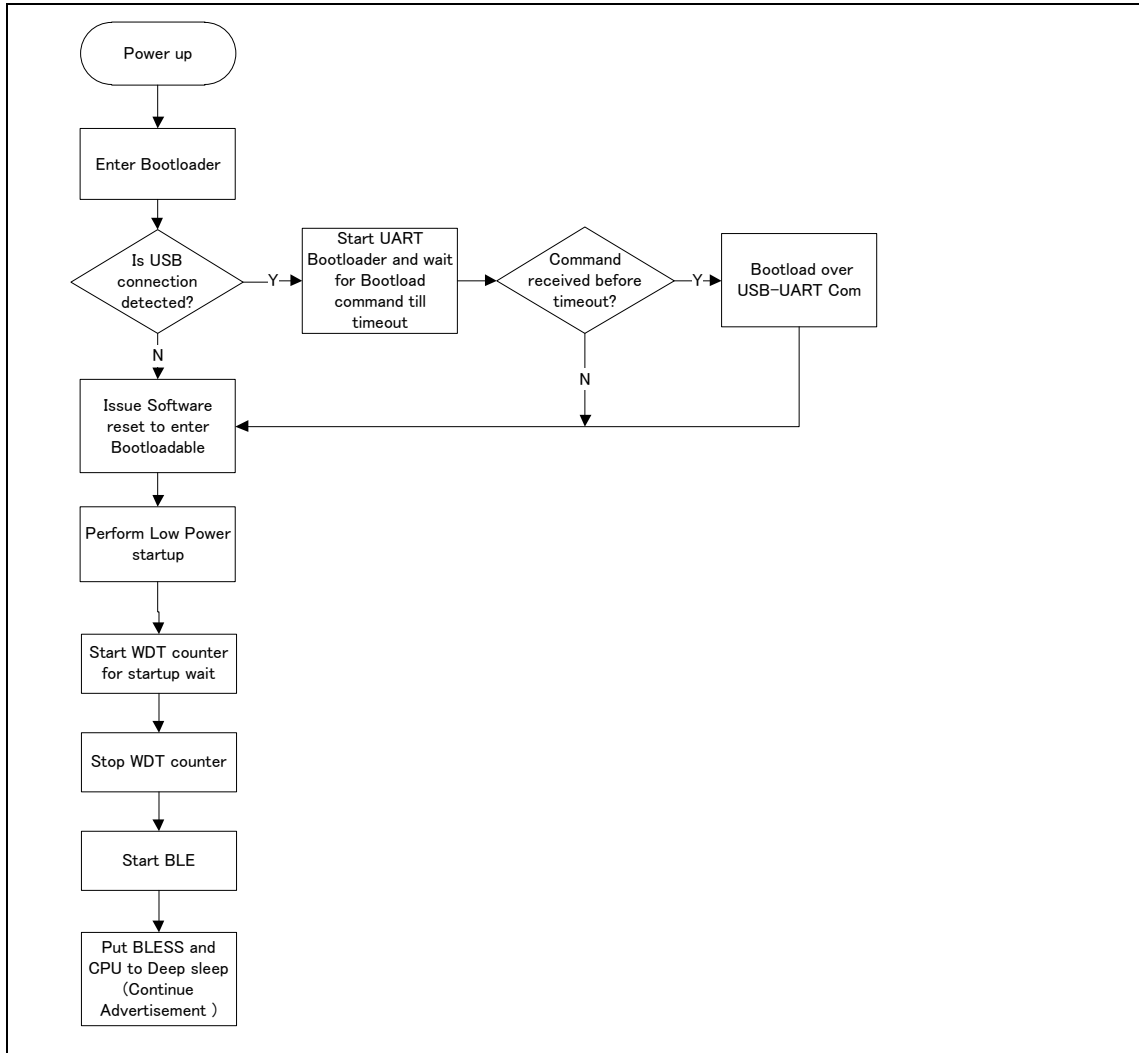 Power up
Enter Bootloader
Is USB
connection
detected?
Y
Start UART
Bootloader and wait
for Bootload
command till
timeout
Command
received before
timeout?
Y
Bootload over
USB-UART Com
N
N
Issue Software
reset to enter
Bootloadable
Perform Low Power
startup
Start WDT counter
for startup wait
Stop WDT counter
Start BLE
Put BLESS and
CPU to Deep sleep
(Continue
Advertisement )